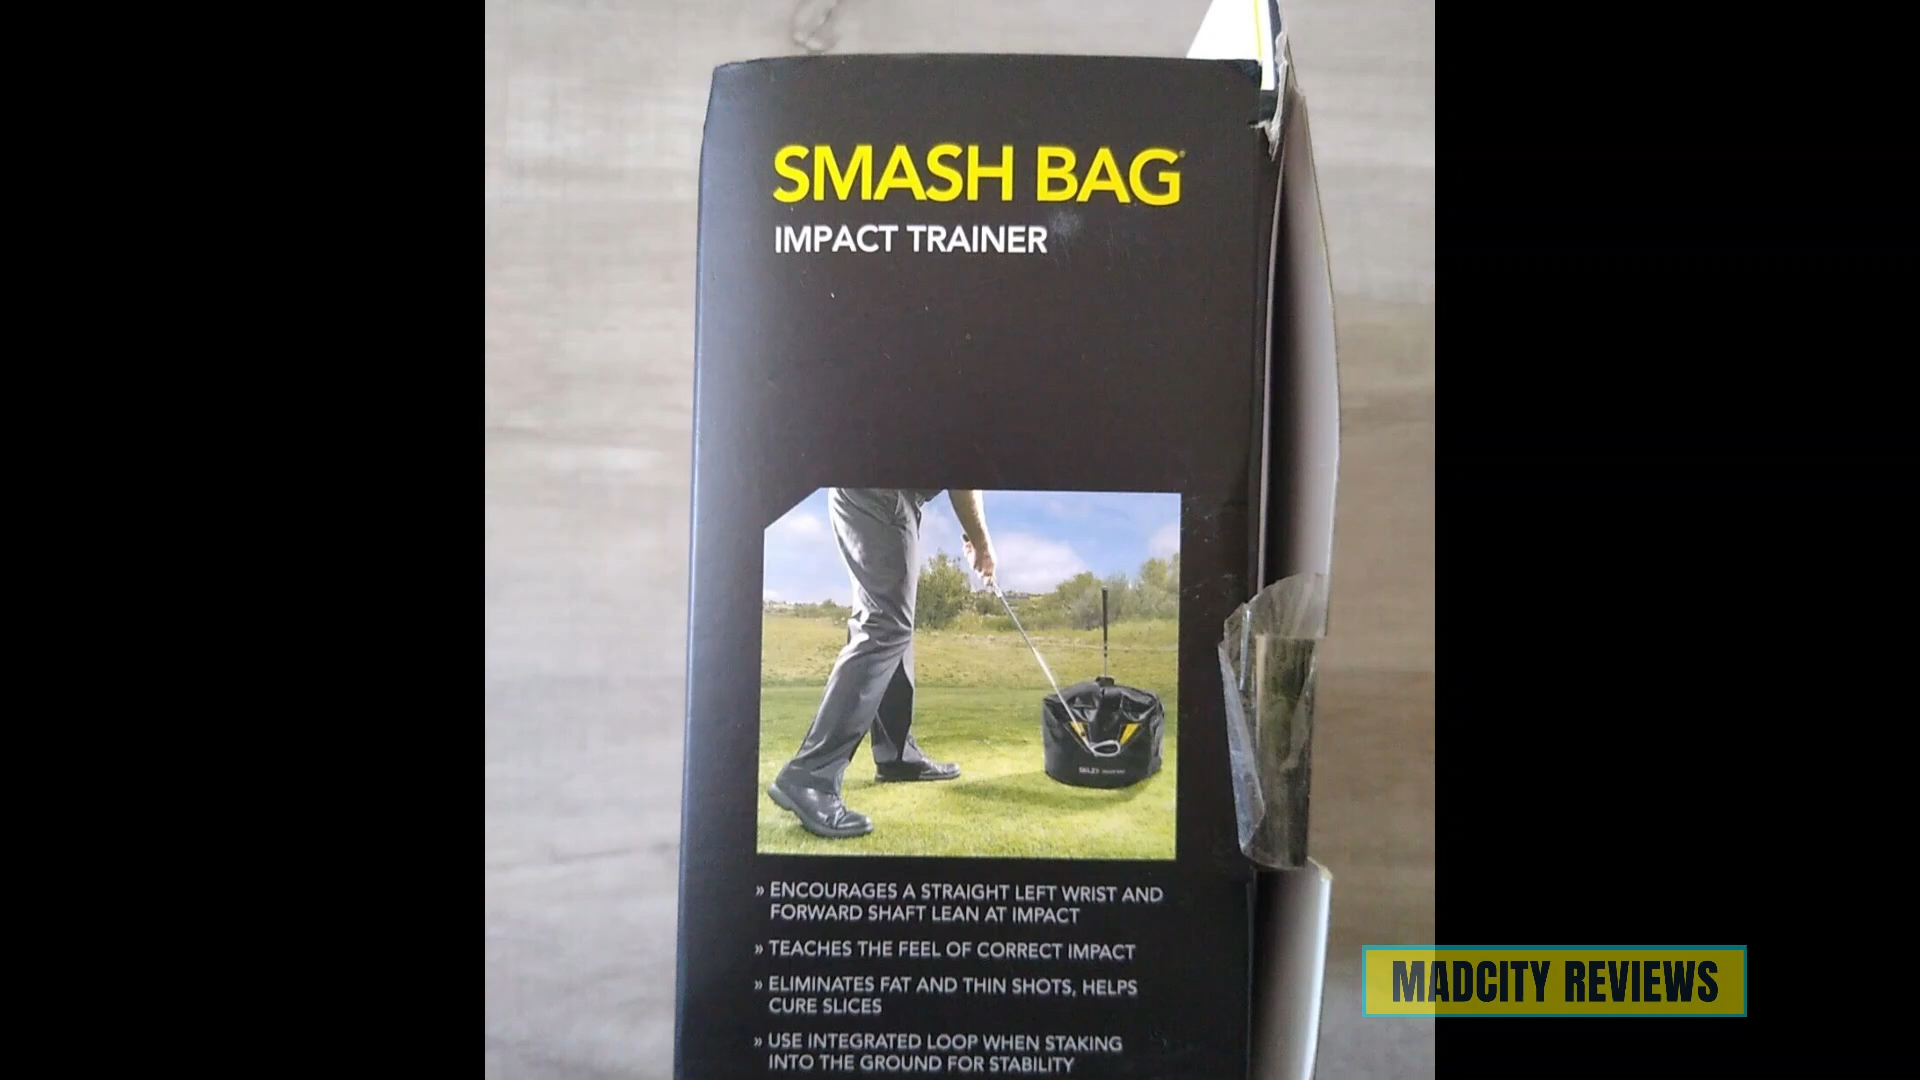 SMASH BAG
IMPACT TRAINER
SKLZ
» ENCOURAGES A STRAIGHT LEFT WRIST AND
FORWARD SHAFT LEAN AT IMPACT
» TEACHES THE FEEL OF CORRECT IMPACT
» ELIMINATES FAT AND THIN SHOTS, HELPS
CURE SLICES
» USE INTEGRATED LOOP WHEN STAKING
INTO THE GROUND FOR STABILITY
MADCITY REVIEWS